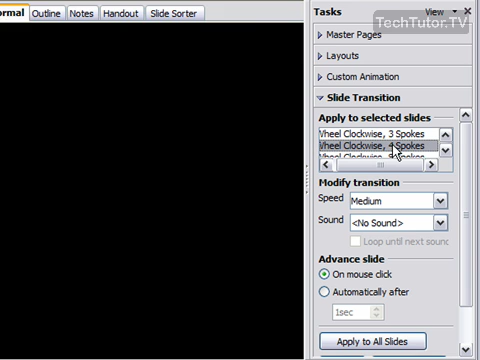 ormal Outline Notes Handout Slide Sorter
Tasks View
TechTutor.TV
Master Pages
Layouts
Custom Animation
Slide Transition
Apply to selected slides
Wheel Clockwise, 3 Spokes
Wheel Clockwise, 4 Spokes
Modify transition
Speed Medium
Sound <No Sound>
Loop until next sound
Advance slide
On mouse click
Automatically after
1sec
Apply to All Slides